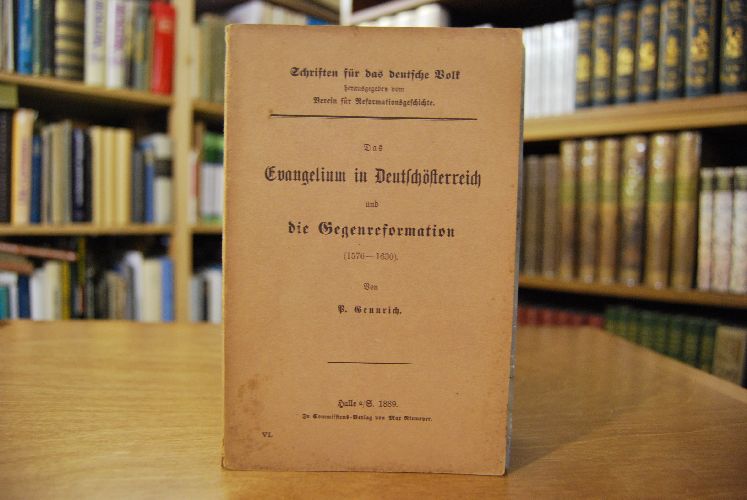 Schriften für das deutsche Volk
herausgegeben vom
Verein für Reformationsgeschichte.
Das
Evangelium in Deutschösterreich
und
die Gegenreformation
(1576—1630).
Von
P. Gennrich.
Halle a/S. 1889.
In Commissions-Verlag von Max Niemeyer.
VI.